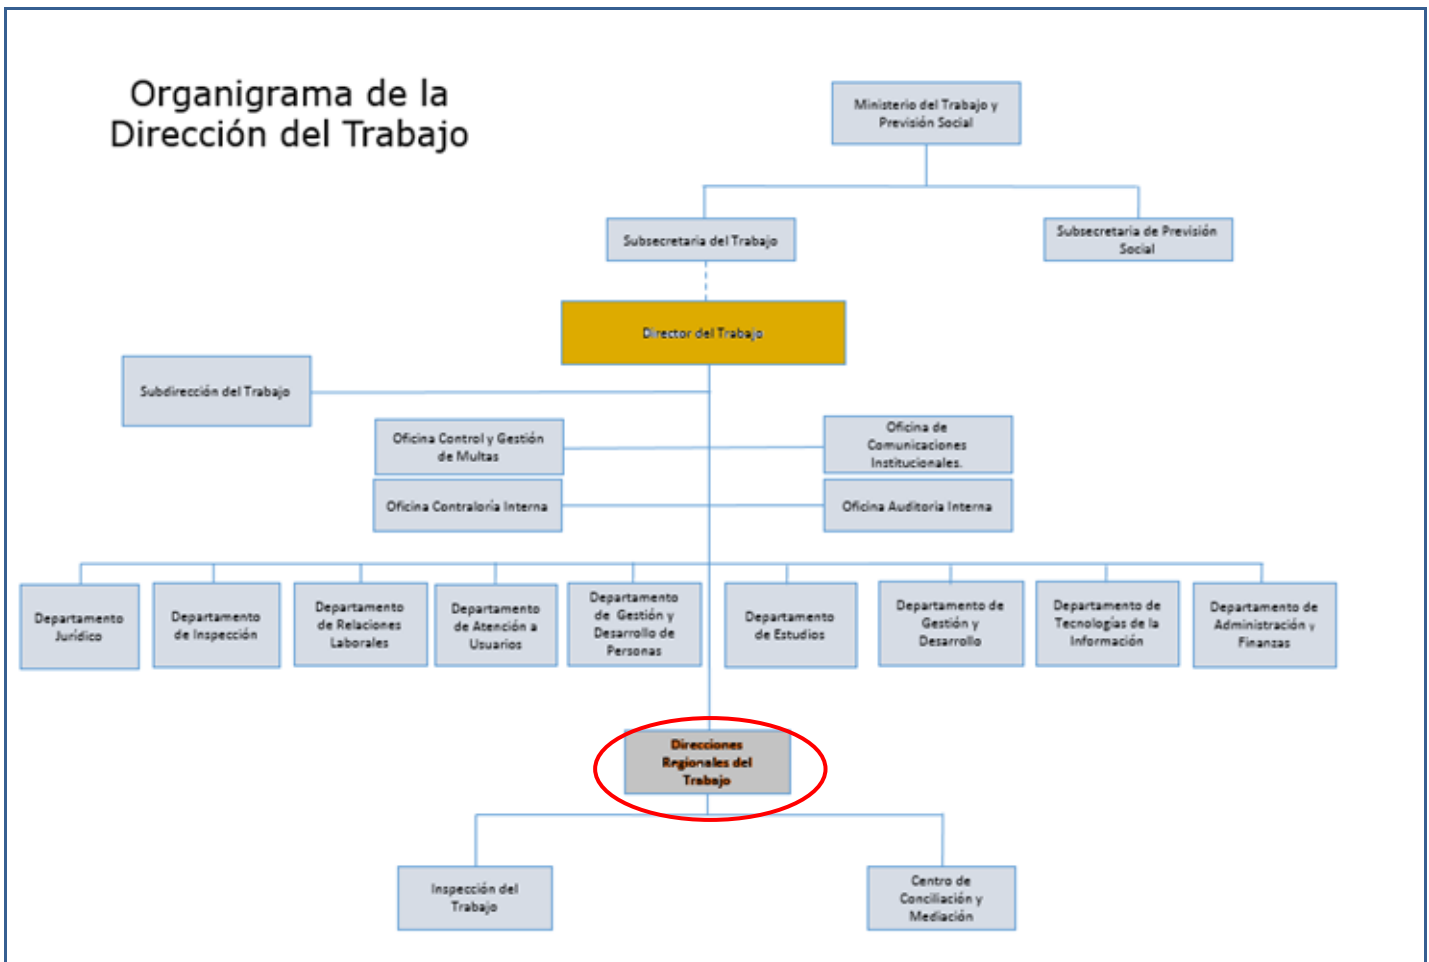 Organigrama de la
Dirección del Trabajo
Ministerio del Trabajo y
Previsión Social
Subsecretaria del Trabajo
Subsecretaria de Previsión
Social
Director del Trabajo
Subdirección del Trabajo
Oficina Control y Gestión
de Multas
Oficina de
Comunicaciones
Institucionales.
Oficina Contraloría Interna
Oficina Auditoria Interna
Departamento
Jurídico
Departamento
de Inspección
Departamento
de Relaciones
Laborales
Departamento
de Atención a
Usuarios
Departamento
de Gestión y
Desarrollo de
Personas
Departamento
de Estudios
Departamento de
Gestión y
Desarrollo
Departamento de
Tecnologías de la
Información
Departamento de
Administración y
Finanzas
Direcciones
Regionales del
Trabajo
Inspección del
Trabajo
Centro de
Conciliación y
Mediación